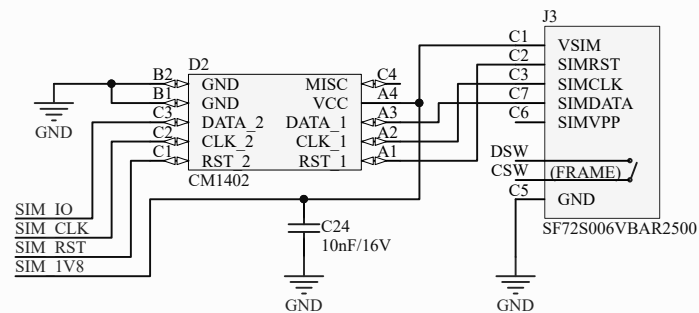 J3
C1 VSIM
C2 SIMRST
C3 SIMCLK
C7 SIMDATA
C6 SIMVPP
DSW
CSW (FRAME)
C5 GND
SF72S006VBAR2500
D2
B2 GND MISC C4
B1 GND VCC A4
C3 DATA_2 DATA_1 A3
C2 CLK_2 CLK_1 A2
C1 RST_2 RST_1 A1
CM1402
GND
SIM_IO
SIM_CLK
SIM_RST
SIM_1V8
C24
10nF/16V
GND
GND